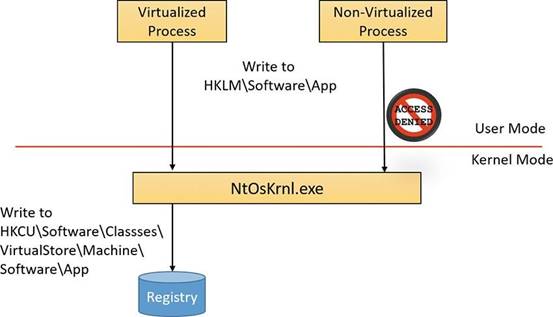 Virtualized
Process
Non-Virtualized
Process
Write to
HKLM\Software\App
ACCESS
DENIED
User Mode
Kernel Mode
NtOsKrnl.exe
Write to
HKCU\Software\Classses\
VirtualStore\Machine\
Software\App
Registry